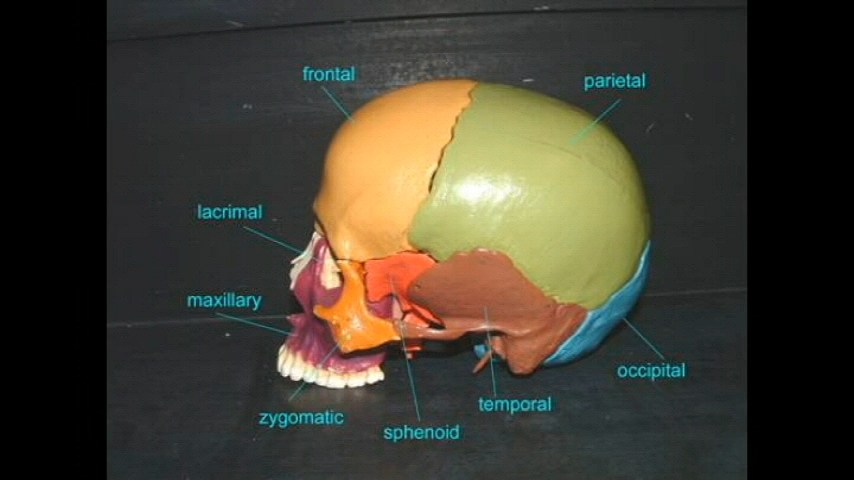 frontal
parietal
lacrimal
maxillary
occipital
zygomatic
temporal
sphenoid